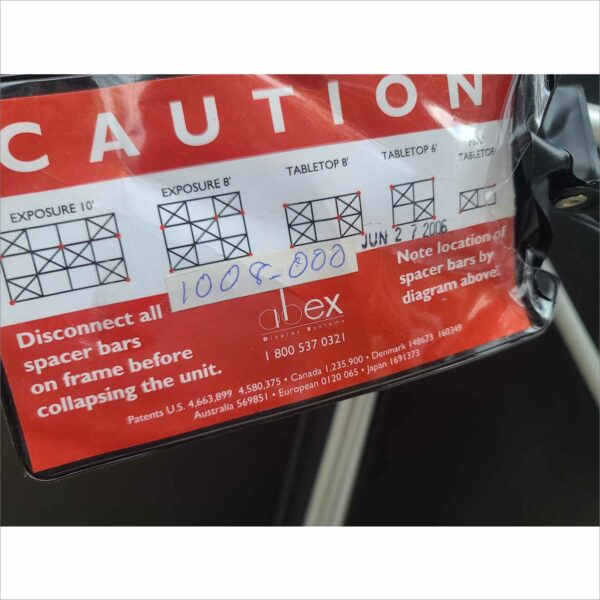 CAUTION
EXPOSURE 10'
EXPOSURE 8'
TABLETOP 8'
TABLETOP 6'
TABLETOP
JUN 27 2006
1008-000
Disconnect all
spacer bars
on frame before
collapsing the unit.
abex
Display Systems
1 800 537 0321
Note location of
spacer bars by
diagram above.
Patents U.S. 4,663,899 4,580,375 • Canada 1,235,900 • Denmark 148673 160349
Australia 569851 • European 0120 065 • Japan 1691373